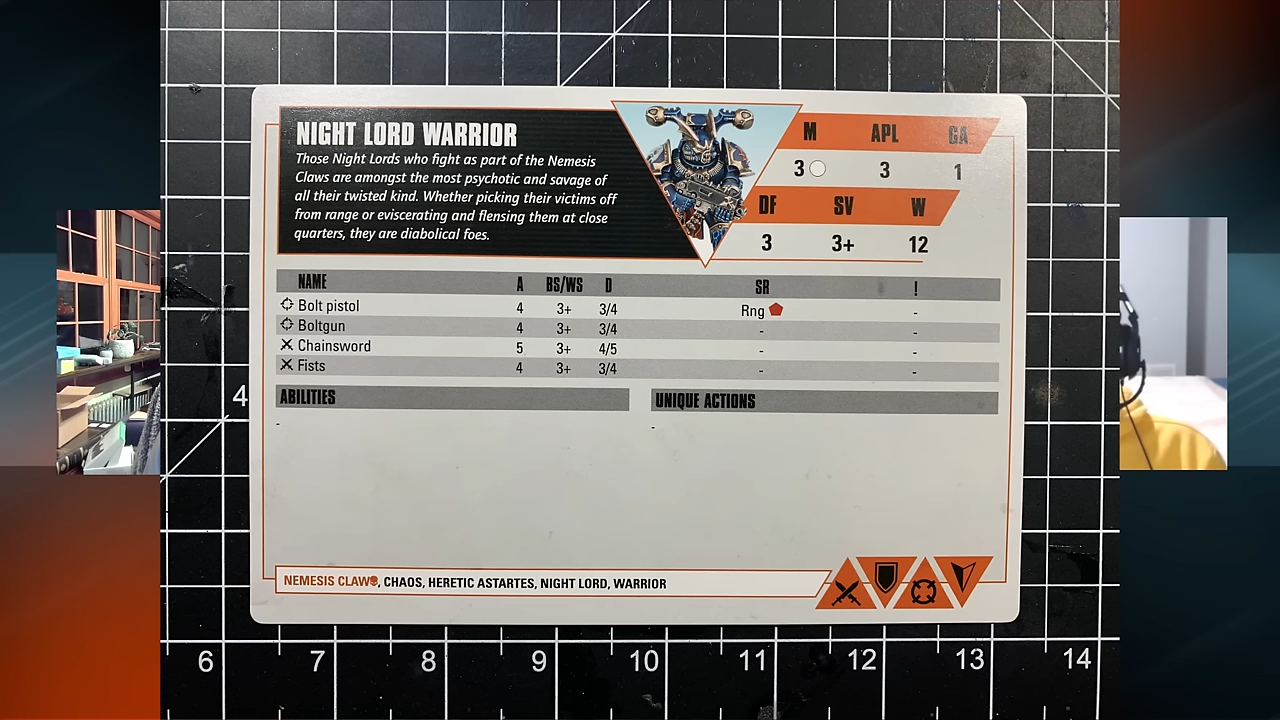 NIGHT LORD WARRIOR
Those Night Lords who fight as part of the Nemesis
Claws are amongst the most psychotic and savage of
all their twisted kind. Whether picking their victims off
from range or eviscerating and flensing them at close
quarters, they are diabolical foes.
M APL GA
3 3 1
DF SV W
3 3+ 12
NAME A BS/WS D SR !
Bolt pistol 4 3+ 3/4 Rng -
Boltgun 4 3+ 3/4 - -
Chainsword 5 3+ 4/5 - -
Fists 4 3+ 3/4 - -
ABILITIES UNIQUE ACTIONS
- -
NEMESIS CLAW, CHAOS, HERETIC ASTARTES, NIGHT LORD, WARRIOR
4
6 7 8 9 10 11 12 13 14